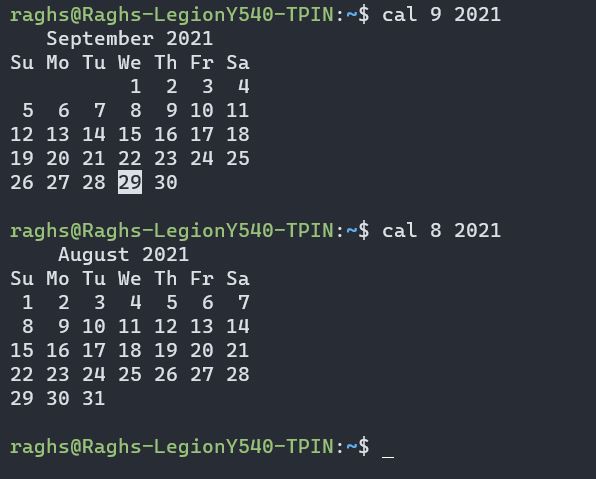 raghs@Raghs-LegionY540-TPIN:~$ cal 9 2021
   September 2021
Su Mo Tu We Th Fr Sa
          1  2  3  4
 5  6  7  8  9 10 11
12 13 14 15 16 17 18
19 20 21 22 23 24 25
26 27 28 29 30

raghs@Raghs-LegionY540-TPIN:~$ cal 8 2021
    August 2021
Su Mo Tu We Th Fr Sa
 1  2  3  4  5  6  7
 8  9 10 11 12 13 14
15 16 17 18 19 20 21
22 23 24 25 26 27 28
29 30 31

raghs@Raghs-LegionY540-TPIN:~$ _